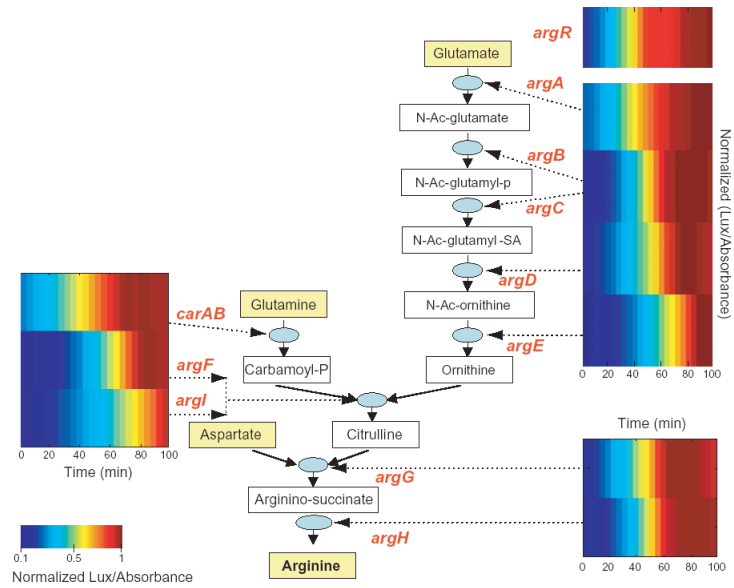 argR
Glutamate
argA
N-Ac-glutamate
argB
N-Ac-glutamyl-p
argC
N-Ac-glutamyl-SA
argD
N-Ac-ornithine
argE
Ornithine
Normalized (Lux/Absorbance)
0 20 40 60 80 100
carAB
Glutamine
argF
Carbamoyl-P
argI
Aspartate
Citrulline
0 20 40 60 80 100
Time (min)
Time (min)
argG
Arginino-succinate
argH
Arginine
0 20 40 60 80 100
0.1 0.5 1
Normalized Lux/Absorbance